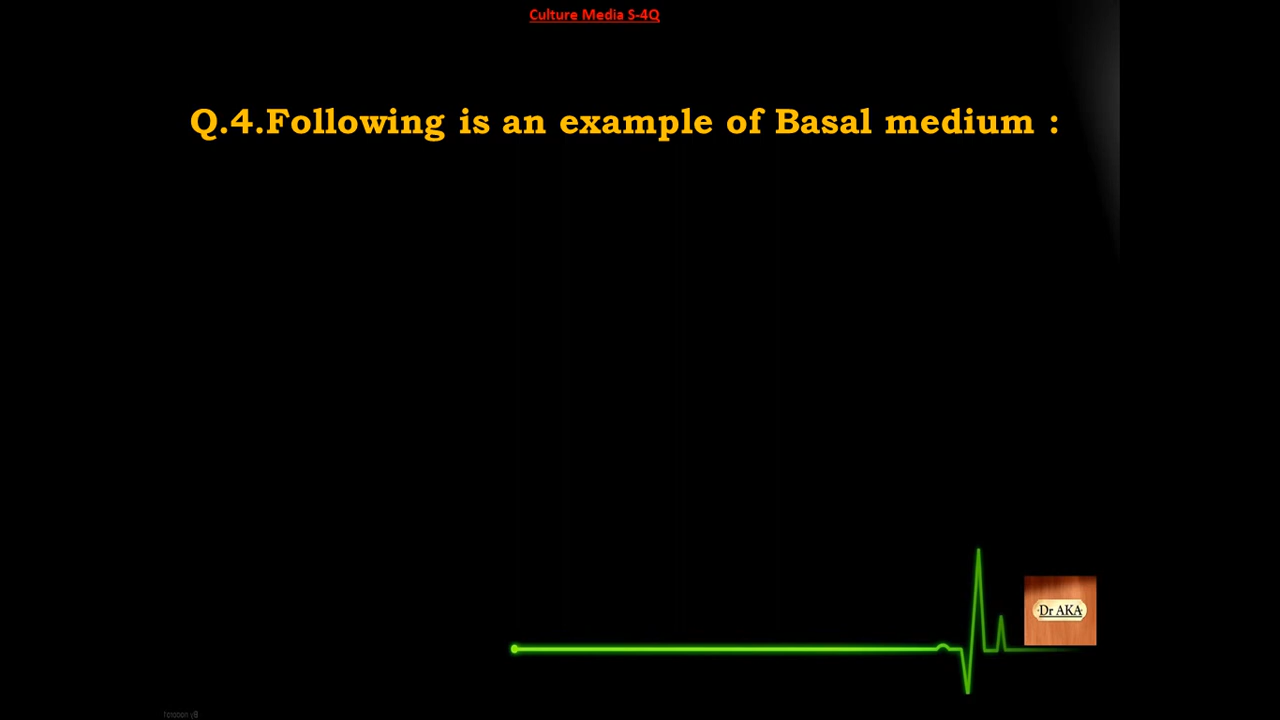 Culture Media S-4Q
Q.4.Following is an example of Basal medium :
Dr AKA